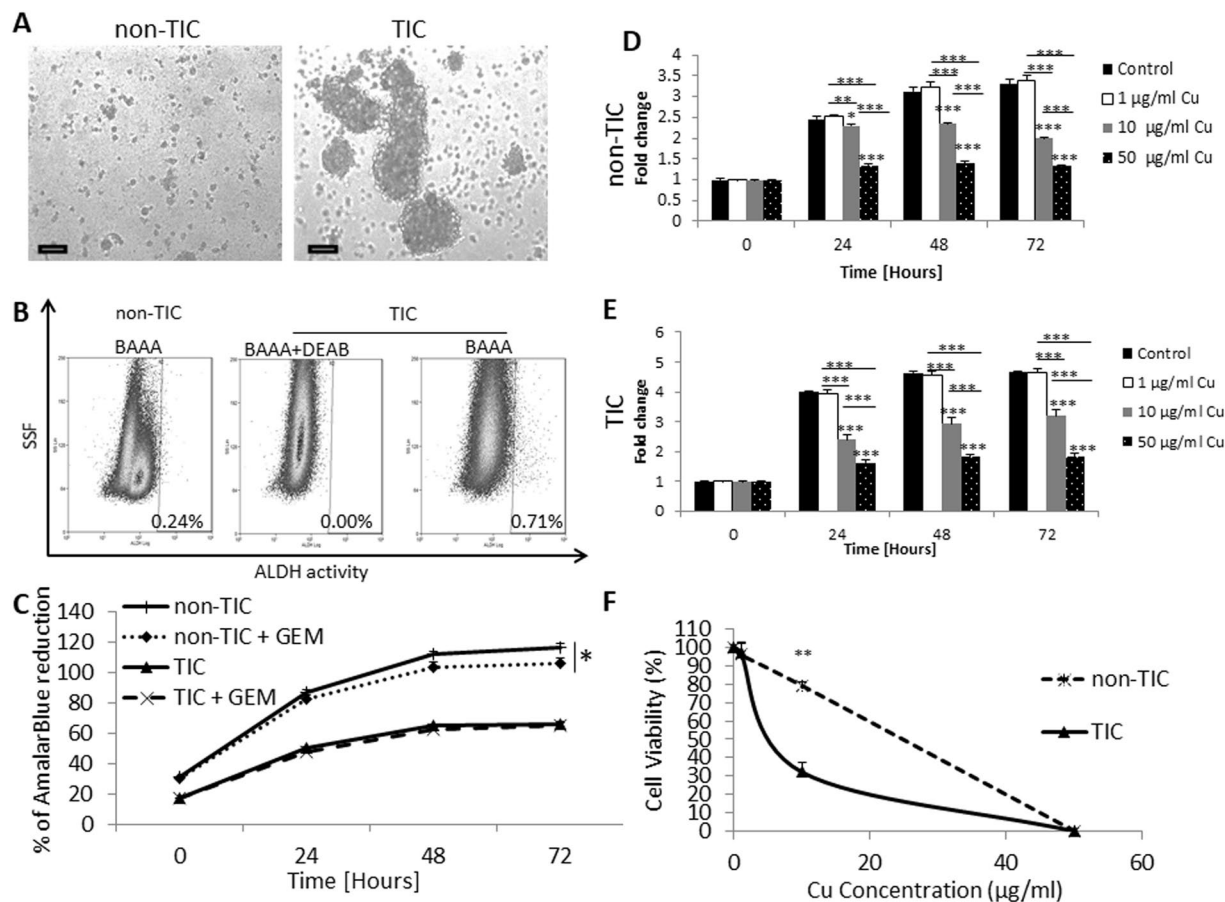 A
non-TIC
TIC
B
non-TIC
TIC
BAAA
BAAA+DEAB
BAAA
SSF
0.24%
0.00%
0.71%
ALDH activity
C
non-TIC
non-TIC + GEM
TIC
TIC + GEM
*
% of AmalarBlue reduction
140
120
100
80
60
40
20
0
0 24 48 72
Time [Hours]
D
non-TIC
Fold change
4
3.5
3
2.5
2
1.5
1
0.5
0
*** *** ***
** *** *** *** *** ***
* *** ***
*** *** ***
0 24 48 72
Time [Hours]
Control
1 µg/ml Cu
10 µg/ml Cu
50 µg/ml Cu
E
TIC
Fold change
6
5
4
3
2
1
0
*** *** ***
*** *** *** *** *** ***
*** *** ***
*** *** ***
0 24 48 72
Time [Hours]
Control
1 µg/ml Cu
10 µg/ml Cu
50 µg/ml Cu
F
Cell Viability (%)
110
100
90
80
70
60
50
40
30
20
10
0
**
non-TIC
TIC
0 20 40 60
Cu Concentration (µg/ml)